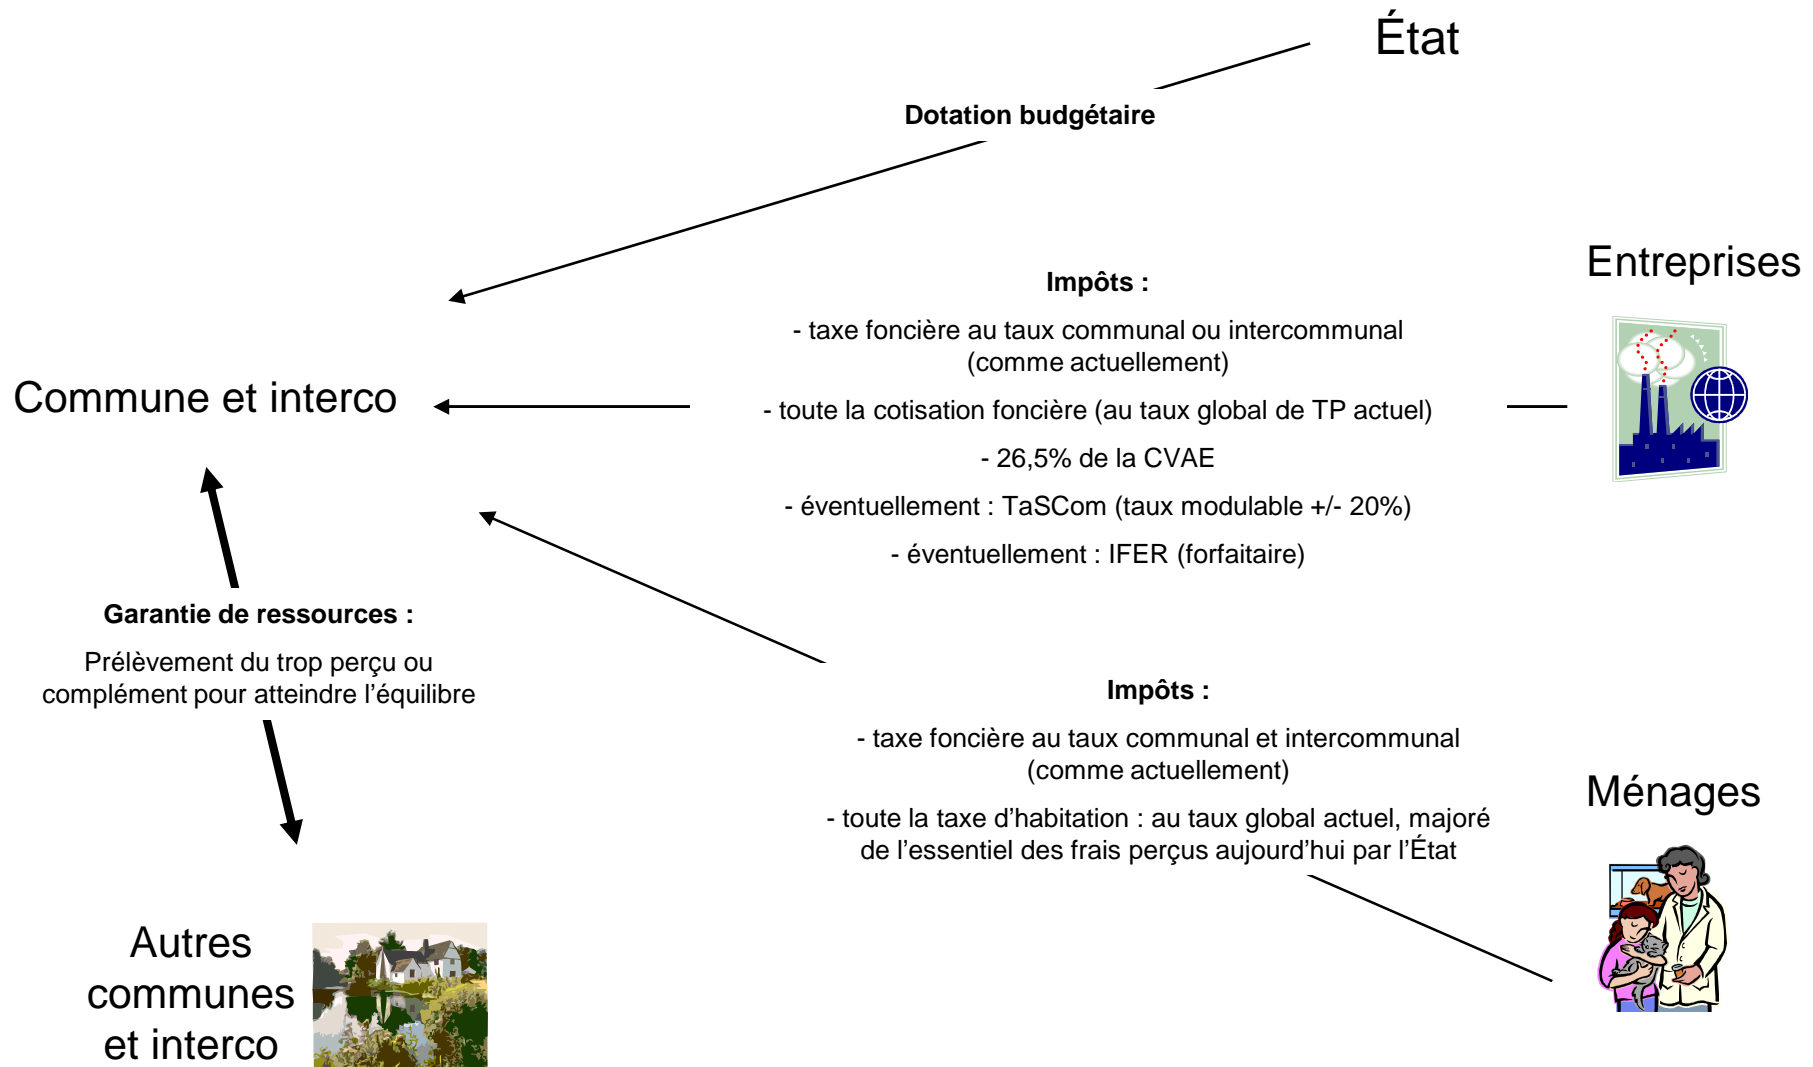 État
Dotation budgétaire
Entreprises
Impôts :
- taxe foncière au taux communal ou intercommunal
(comme actuellement)
- toute la cotisation foncière (au taux global de TP actuel)
- 26,5% de la CVAE
- éventuellement : TaSCom (taux modulable +/- 20%)
- éventuellement : IFER (forfaitaire)
Commune et interco
Garantie de ressources :
Prélèvement du trop perçu ou
complément pour atteindre l’équilibre
Impôts :
- taxe foncière au taux communal et intercommunal
(comme actuellement)
- toute la taxe d’habitation : au taux global actuel, majoré
de l’essentiel des frais perçus aujourd’hui par l’État
Ménages
Autres
communes
et interco